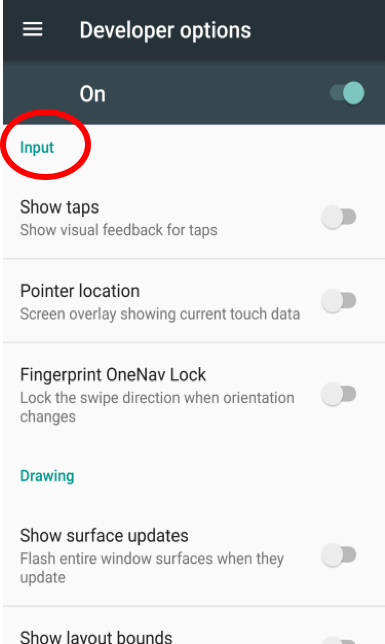 Developer options
On
Input
Show taps
Show visual feedback for taps
Pointer location
Screen overlay showing current touch data
Fingerprint OneNav Lock
Lock the swipe direction when orientation
changes
Drawing
Show surface updates
Flash entire window surfaces when they
update
Show layout bounds